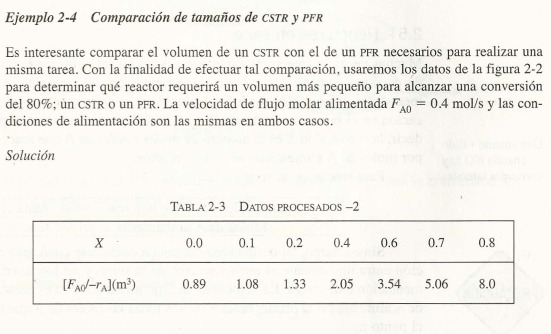 Ejemplo 2-4 Comparación de tamaños de CSTR y PFR
Es interesante comparar el volumen de un CSTR con el de un PFR necesarios para realizar una
misma tarea. Con la finalidad de efectuar tal comparación, usaremos los datos de la figura 2-2
para determinar qué reactor requerirá un volumen más pequeño para alcanzar una conversión
del 80%; un CSTR o un PFR. La velocidad de flujo molar alimentada F_A0 = 0.4 mol/s y las con-
diciones de alimentación son las mismas en ambos casos.
Solución
TABLA 2-3 DATOS PROCESADOS –2
X 0.0 0.1 0.2 0.4 0.6 0.7 0.8
[F_A0/–r_A](m³) 0.89 1.08 1.33 2.05 3.54 5.06 8.0